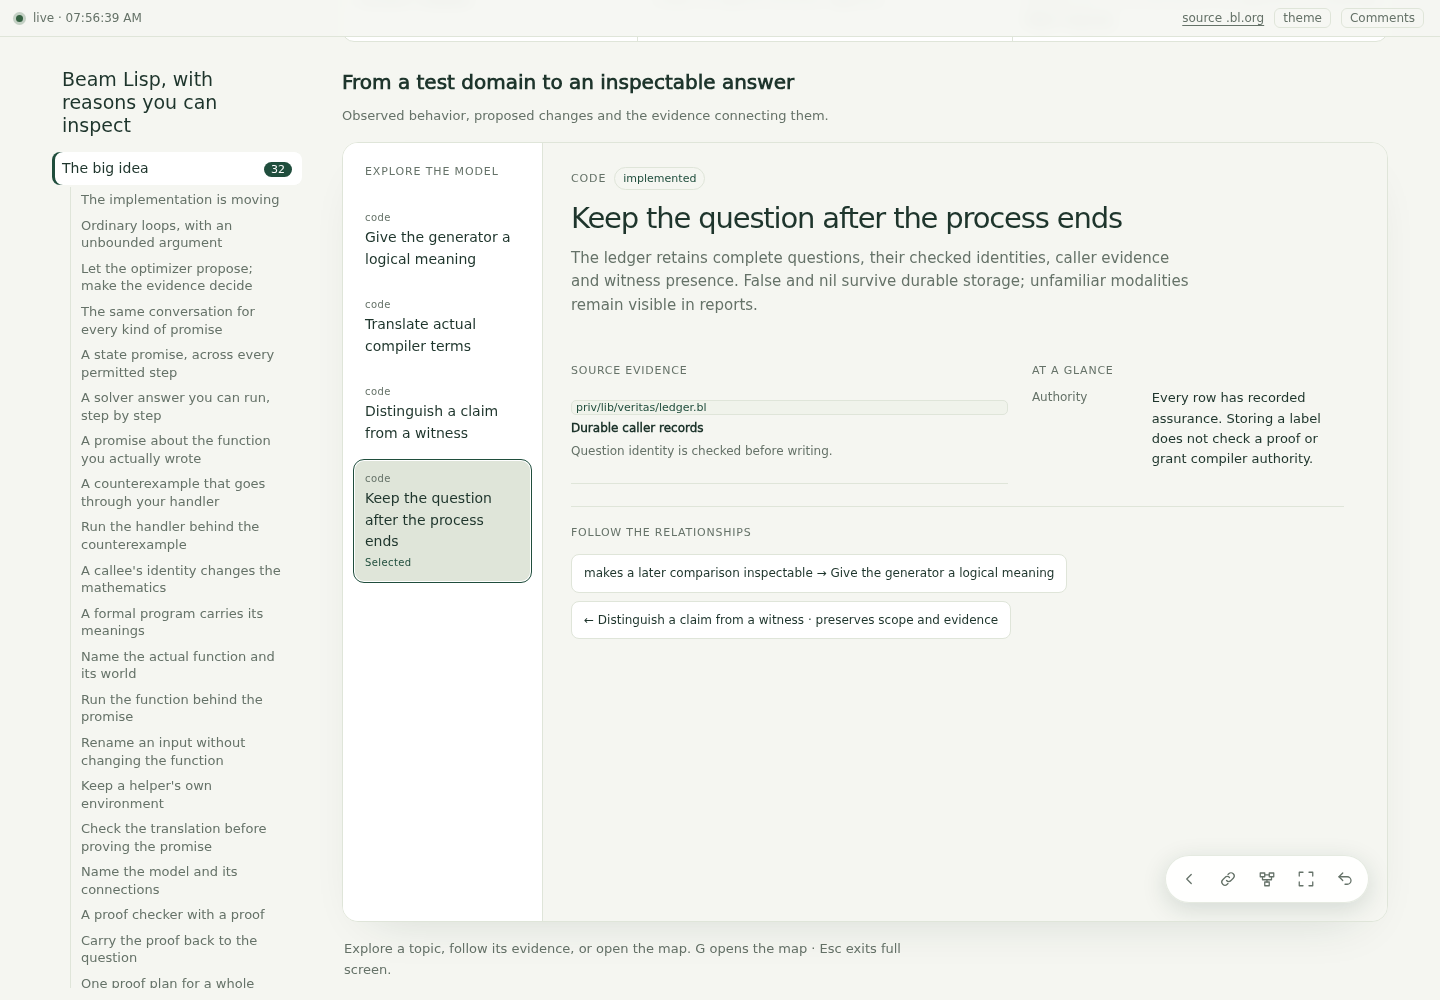 live · 07:56:39 AM
source .bl.org
theme
Comments
Beam Lisp, with
reasons you can
inspect
The big idea
32
The implementation is moving
Ordinary loops, with an
unbounded argument
Let the optimizer propose;
make the evidence decide
The same conversation for
every kind of promise
A state promise, across every
permitted step
A solver answer you can run,
step by step
A promise about the function
you actually wrote
A counterexample that goes
through your handler
Run the handler behind the
counterexample
A callee's identity changes the
mathematics
A formal program carries its
meanings
Name the actual function and
its world
Run the function behind the
promise
Rename an input without
changing the function
Keep a helper's own
environment
Check the translation before
proving the promise
Name the model and its
connections
A proof checker with a proof
Carry the proof back to the
question
One proof plan for a whole
From a test domain to an inspectable answer
Observed behavior, proposed changes and the evidence connecting them.
EXPLORE THE MODEL
code
Give the generator a
logical meaning
code
Translate actual
compiler terms
code
Distinguish a claim
from a witness
code
Keep the question
after the process
ends
Selected
CODE
implemented
Keep the question after the process ends
The ledger retains complete questions, their checked identities, caller evidence
and witness presence. False and nil survive durable storage; unfamiliar modalities
remain visible in reports.
SOURCE EVIDENCE
priv/lib/veritas/ledger.bl
Durable caller records
Question identity is checked before writing.
AT A GLANCE
Authority
Every row has recorded
assurance. Storing a label
does not check a proof or
grant compiler authority.
FOLLOW THE RELATIONSHIPS
makes a later comparison inspectable → Give the generator a logical meaning
← Distinguish a claim from a witness · preserves scope and evidence
Explore a topic, follow its evidence, or open the map. G opens the map · Esc exits full
screen.